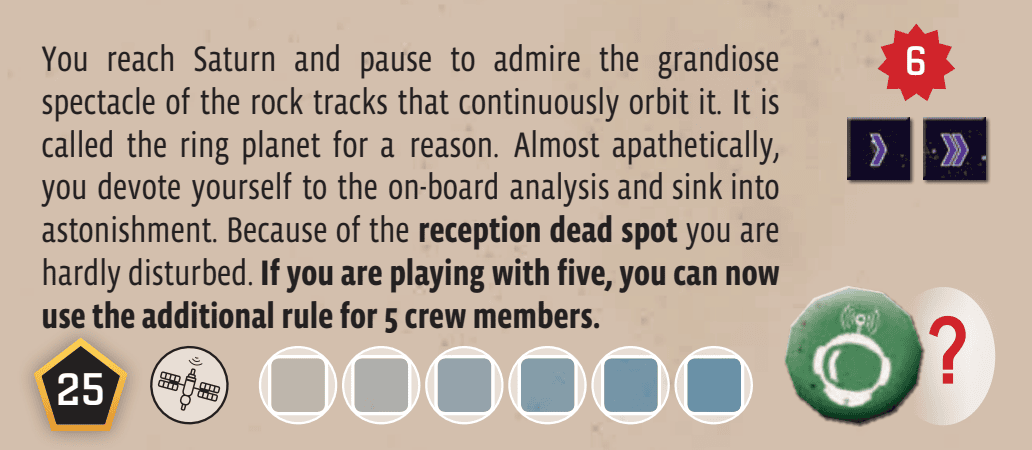 You reach Saturn and pause to admire the grandiose
spectacle of the rock tracks that continuously orbit it. It is
called the ring planet for a reason. Almost apathetically,
you devote yourself to the on-board analysis and sink into
astonishment. Because of the reception dead spot you are
hardly disturbed. If you are playing with five, you can now
use the additional rule for 5 crew members.
6
25
?